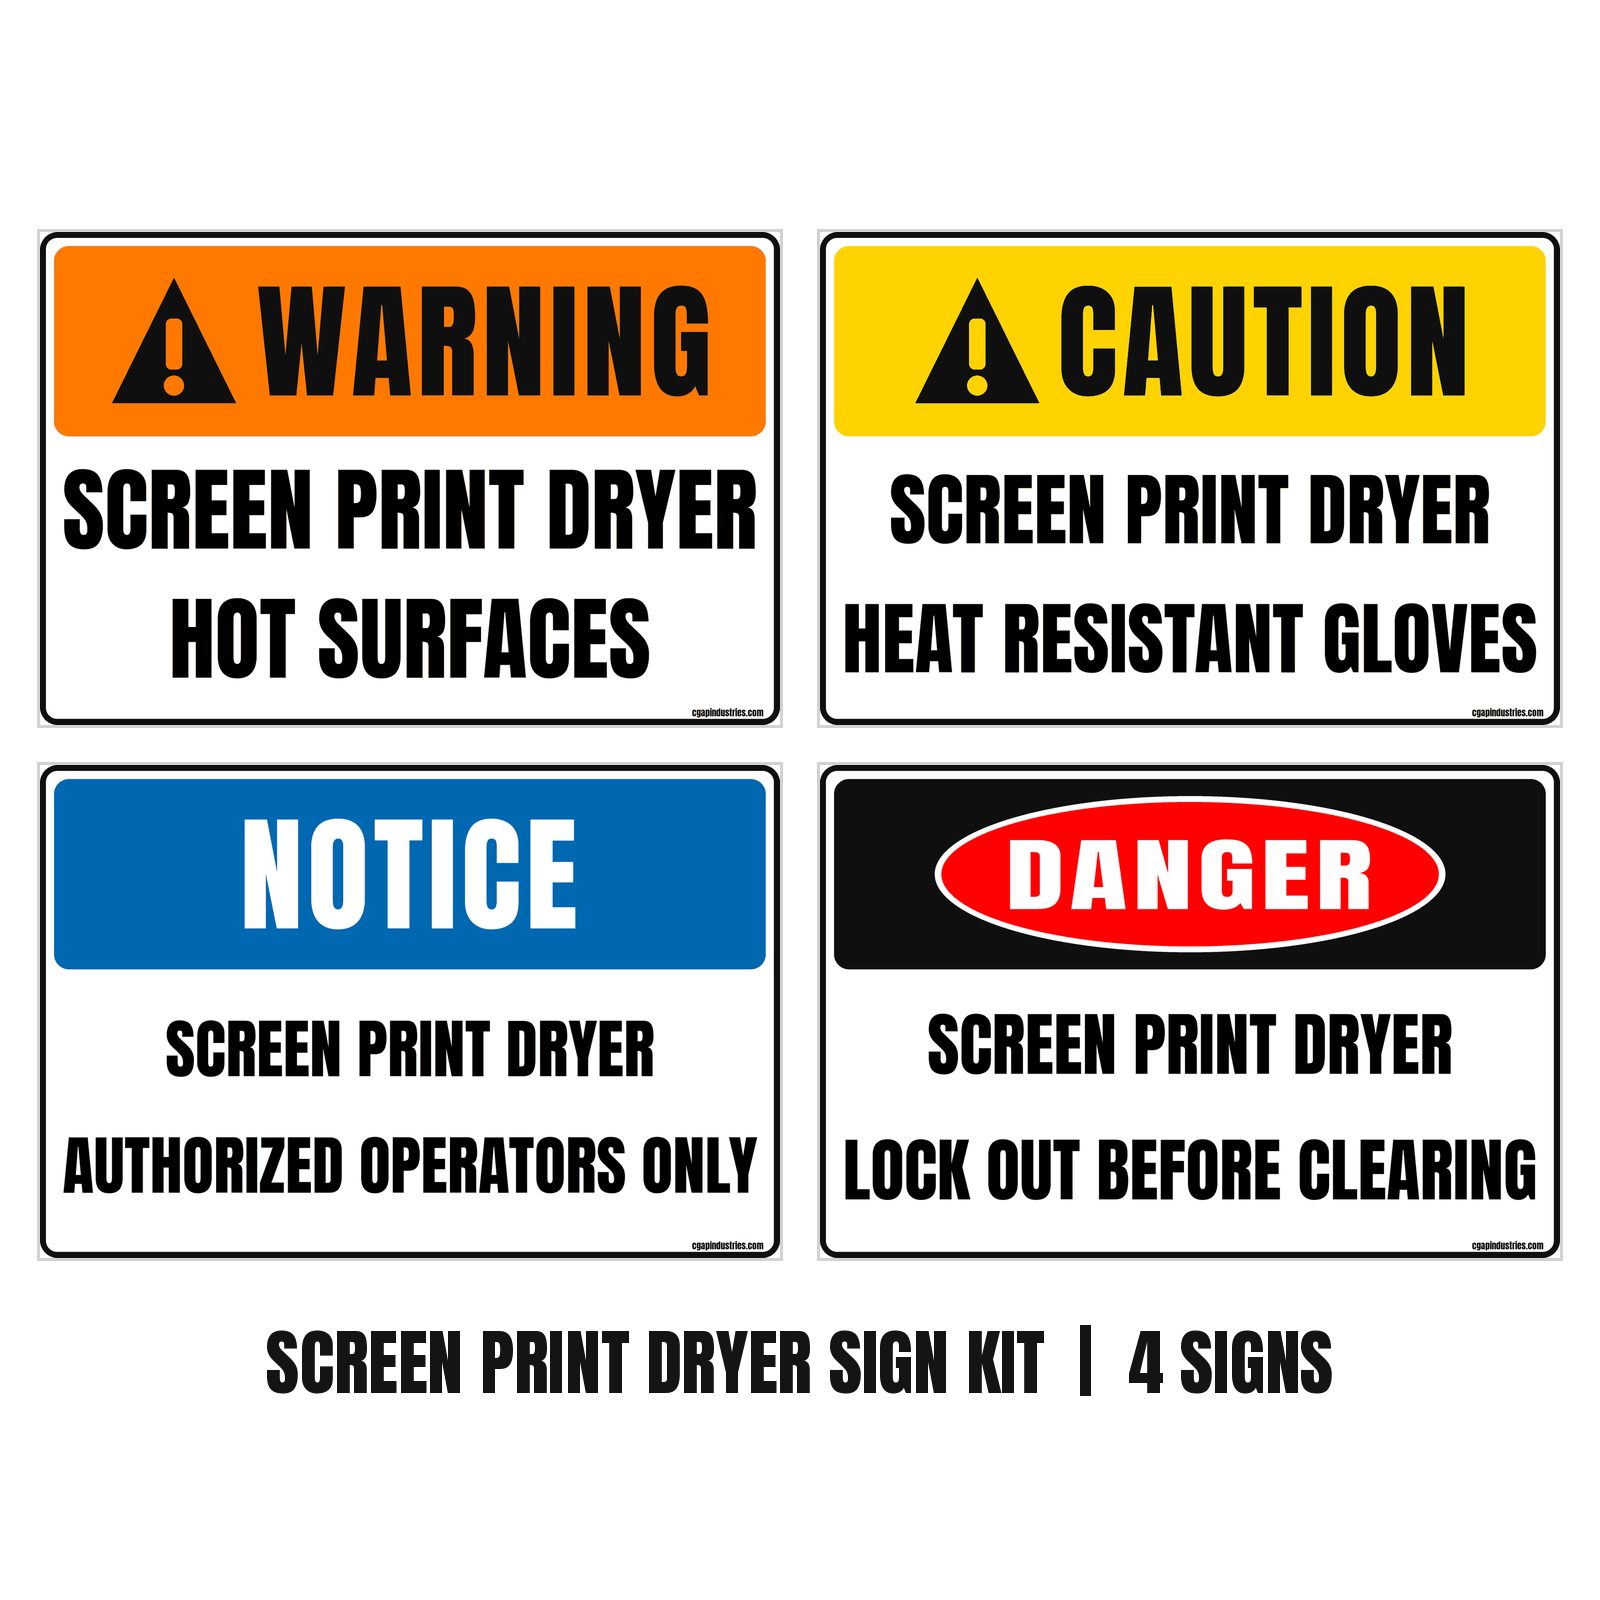 WARNING
SCREEN PRINT DRYER
HOT SURFACES
cgapindustries.com
CAUTION
SCREEN PRINT DRYER
HEAT RESISTANT GLOVES
cgapindustries.com
NOTICE
SCREEN PRINT DRYER
AUTHORIZED OPERATORS ONLY
cgapindustries.com
DANGER
SCREEN PRINT DRYER
LOCK OUT BEFORE CLEARING
cgapindustries.com
SCREEN PRINT DRYER SIGN KIT | 4 SIGNS